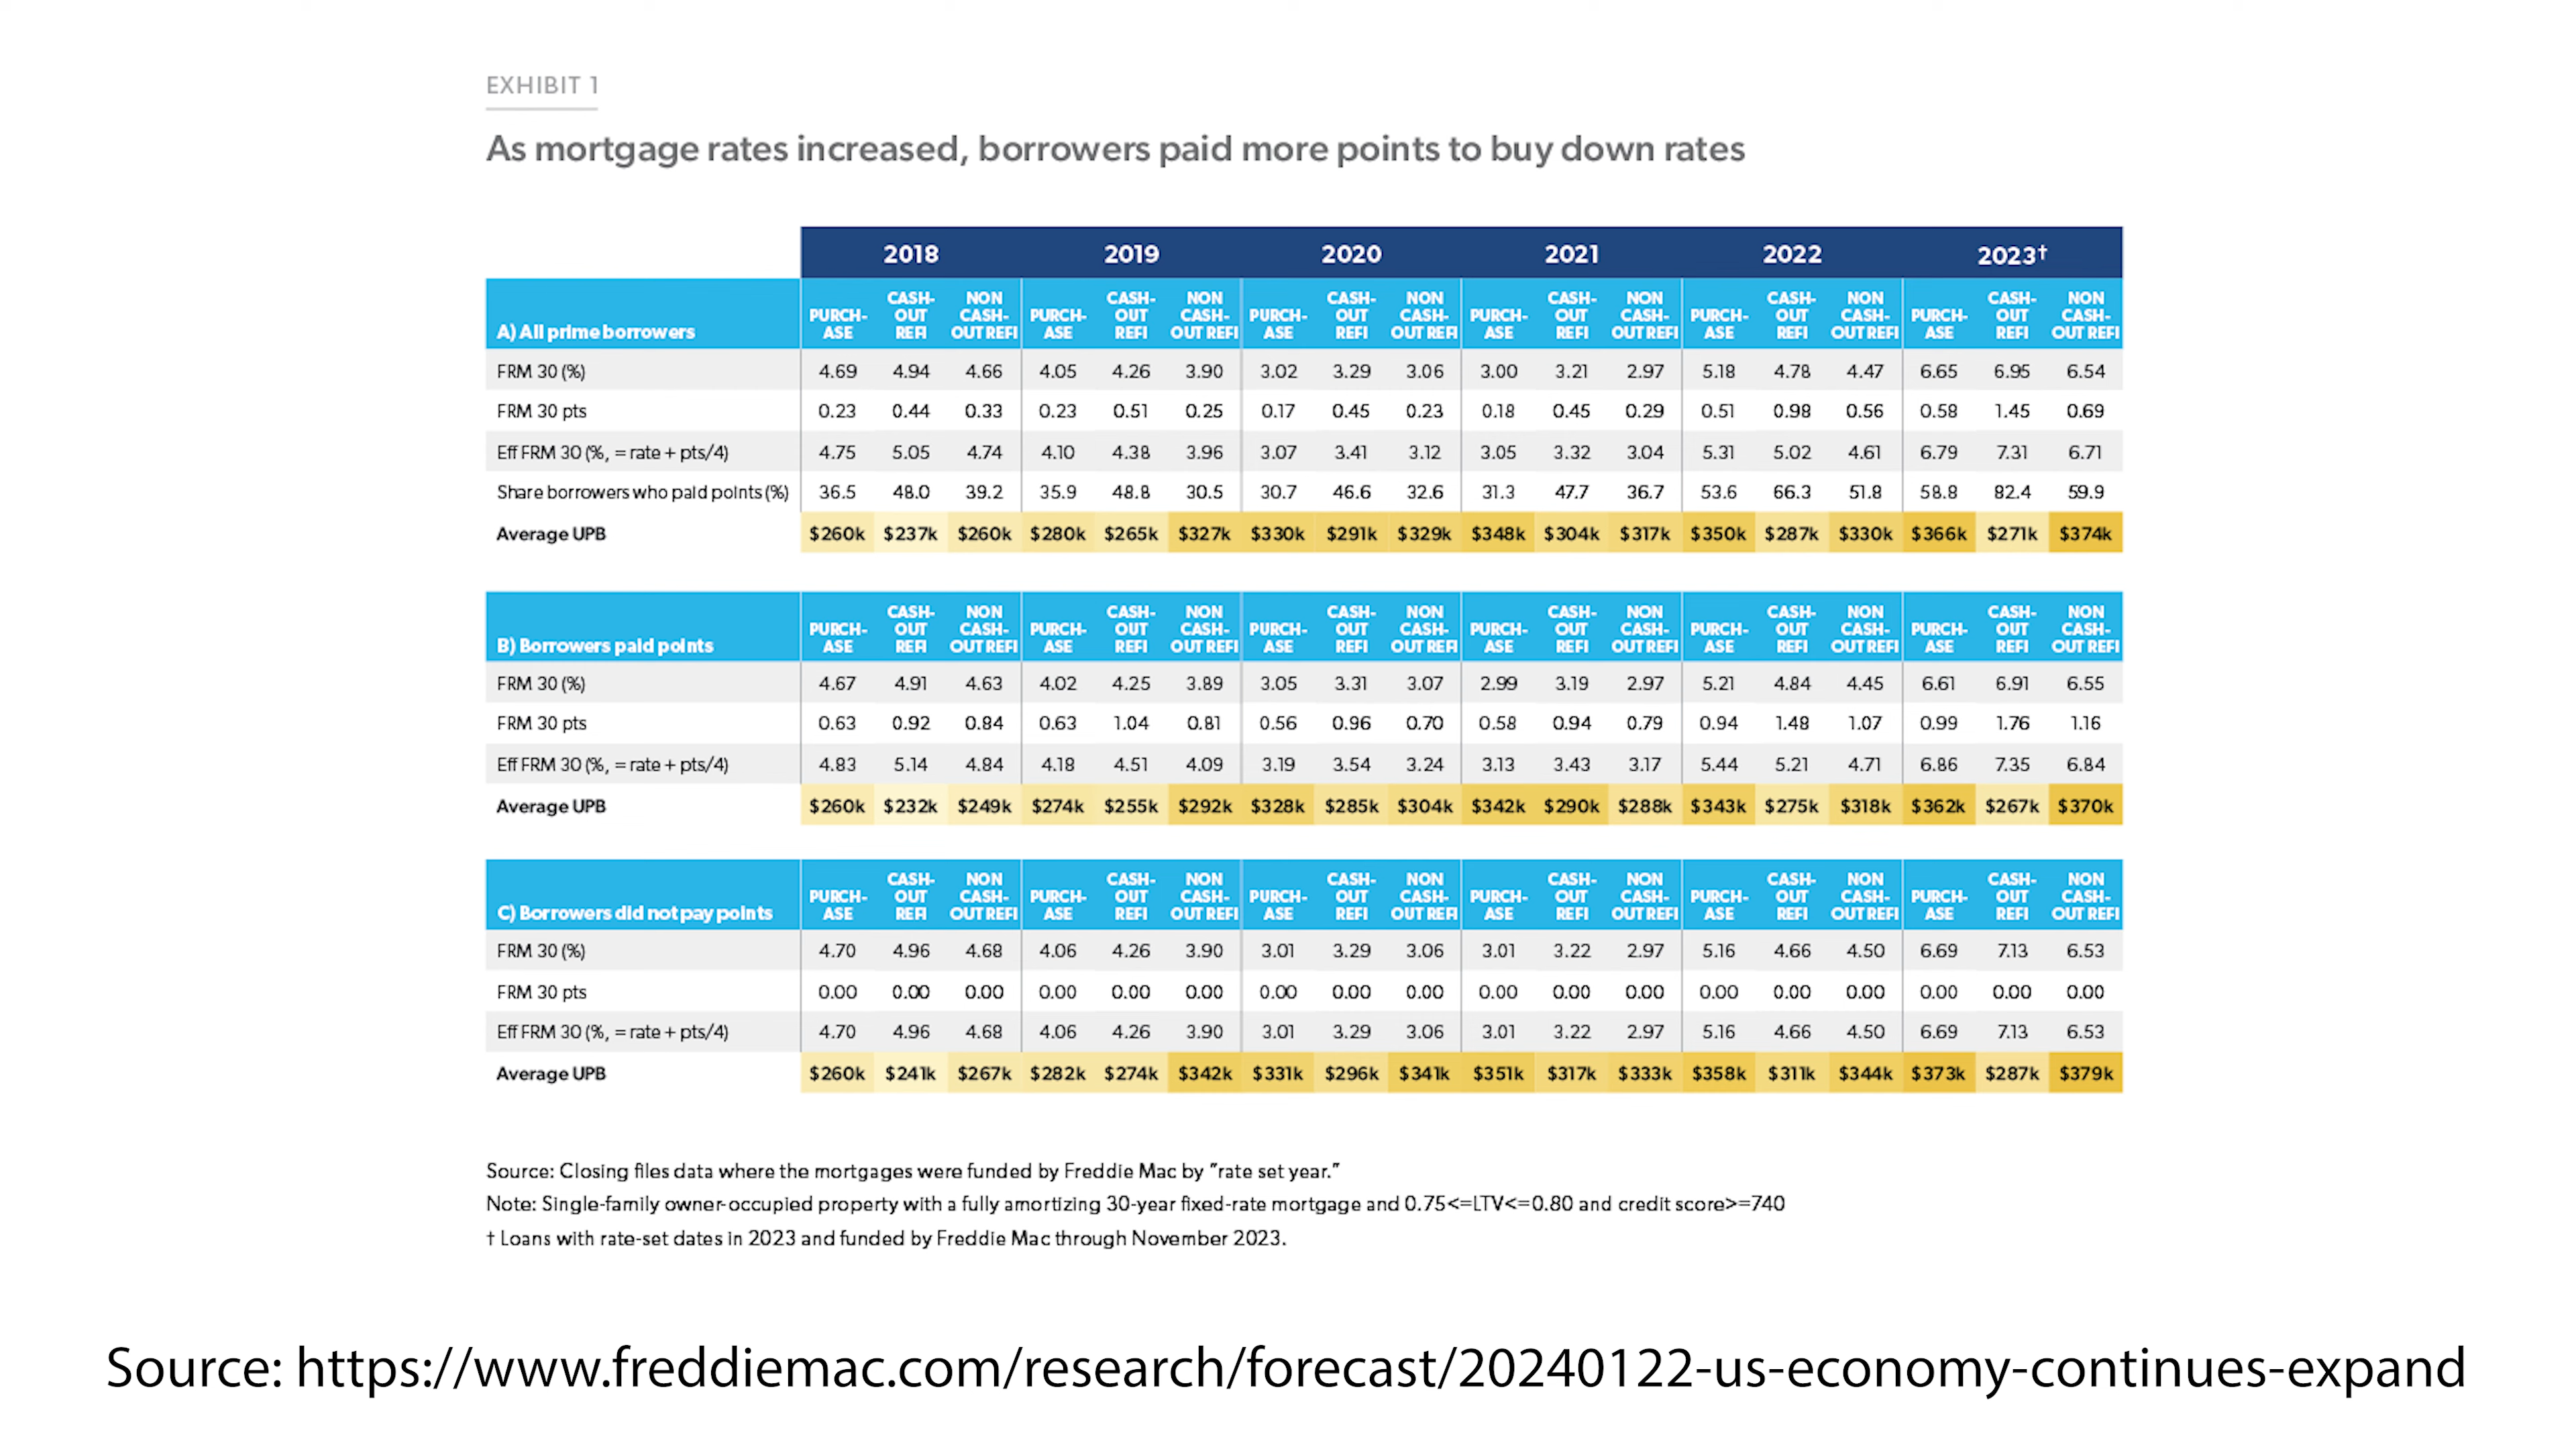 EXHIBIT 1
As mortgage rates increased, borrowers paid more points to buy down rates
2018 2019 2020 2021 2022 2023†
A) All prime borrowers PURCH-ASE CASH-OUT REFI NON CASH-OUT REFI PURCH-ASE CASH-OUT REFI NON CASH-OUT REFI PURCH-ASE CASH-OUT REFI NON CASH-OUT REFI PURCH-ASE CASH-OUT REFI NON CASH-OUT REFI PURCH-ASE CASH-OUT REFI NON CASH-OUT REFI PURCH-ASE CASH-OUT REFI NON CASH-OUT REFI
FRM 30 (%) 4.69 4.94 4.66 4.05 4.26 3.90 3.02 3.29 3.06 3.00 3.21 2.97 5.18 4.78 4.47 6.65 6.95 6.54
FRM 30 pts 0.23 0.44 0.33 0.23 0.51 0.25 0.17 0.45 0.23 0.18 0.45 0.29 0.51 0.98 0.56 0.58 1.45 0.69
Eff FRM 30 (%, = rate + pts/4) 4.75 5.05 4.74 4.10 4.38 3.96 3.07 3.41 3.12 3.05 3.32 3.04 5.31 5.02 4.61 6.79 7.31 6.71
Share borrowers who paid points (%) 36.5 48.0 39.2 35.9 48.8 30.5 30.7 46.6 32.6 31.3 47.7 36.7 53.6 66.3 51.8 58.8 82.4 59.9
Average UPB $260k $237k $260k $280k $265k $327k $330k $291k $329k $348k $304k $317k $350k $287k $330k $366k $271k $374k
B) Borrowers paid points PURCH-ASE CASH-OUT REFI NON CASH-OUT REFI PURCH-ASE CASH-OUT REFI NON CASH-OUT REFI PURCH-ASE CASH-OUT REFI NON CASH-OUT REFI PURCH-ASE CASH-OUT REFI NON CASH-OUT REFI PURCH-ASE CASH-OUT REFI NON CASH-OUT REFI PURCH-ASE CASH-OUT REFI NON CASH-OUT REFI
FRM 30 (%) 4.67 4.91 4.63 4.02 4.25 3.89 3.05 3.31 3.07 2.99 3.19 2.97 5.21 4.84 4.45 6.61 6.91 6.55
FRM 30 pts 0.63 0.92 0.84 0.63 1.04 0.81 0.56 0.96 0.70 0.58 0.94 0.79 0.94 1.48 1.07 0.99 1.76 1.16
Eff FRM 30 (%, = rate + pts/4) 4.83 5.14 4.84 4.18 4.51 4.09 3.19 3.54 3.24 3.13 3.43 3.17 5.44 5.21 4.71 6.86 7.35 6.84
Average UPB $260k $232k $249k $274k $255k $292k $328k $285k $304k $342k $290k $288k $343k $275k $318k $362k $267k $370k
C) Borrowers did not pay points PURCH-ASE CASH-OUT REFI NON CASH-OUT REFI PURCH-ASE CASH-OUT REFI NON CASH-OUT REFI PURCH-ASE CASH-OUT REFI NON CASH-OUT REFI PURCH-ASE CASH-OUT REFI NON CASH-OUT REFI PURCH-ASE CASH-OUT REFI NON CASH-OUT REFI PURCH-ASE CASH-OUT REFI NON CASH-OUT REFI
FRM 30 (%) 4.70 4.96 4.68 4.06 4.26 3.90 3.01 3.29 3.06 3.01 3.22 2.97 5.16 4.66 4.50 6.69 7.13 6.53
FRM 30 pts 0.00 0.00 0.00 0.00 0.00 0.00 0.00 0.00 0.00 0.00 0.00 0.00 0.00 0.00 0.00 0.00 0.00 0.00
Eff FRM 30 (%, = rate + pts/4) 4.70 4.96 4.68 4.06 4.26 3.90 3.01 3.29 3.06 3.01 3.22 2.97 5.16 4.66 4.50 6.69 7.13 6.53
Average UPB $260k $241k $267k $282k $274k $342k $331k $296k $341k $351k $317k $333k $358k $311k $344k $373k $287k $379k
Source: Closing files data where the mortgages were funded by Freddie Mac by "rate set year."
Note: Single-family owner-occupied property with a fully amortizing 30-year fixed-rate mortgage and 0.75<=LTV<=0.80 and credit score>=740
† Loans with rate-set dates in 2023 and funded by Freddie Mac through November 2023.
Source: https://www.freddiemac.com/research/forecast/20240122-us-economy-continues-expand